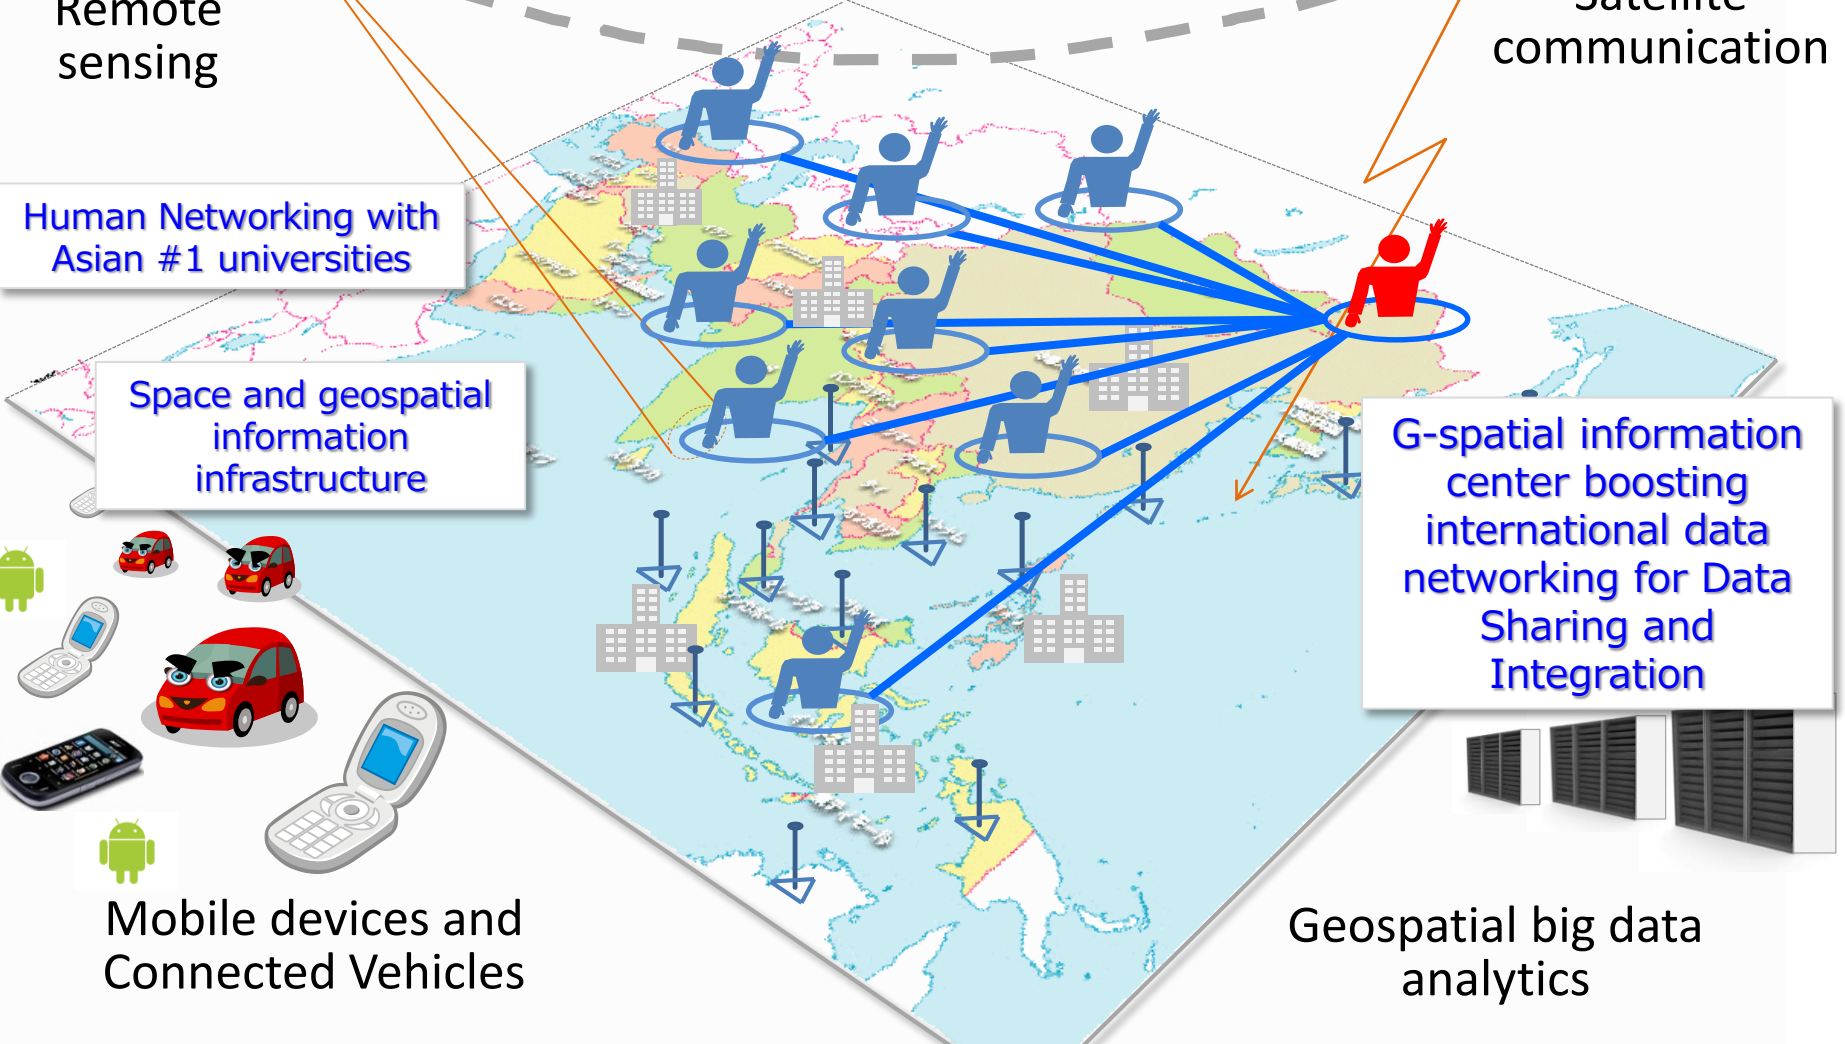 Remote
sensing
Satellite
communication
Human Networking with
Asian #1 universities
Space and geospatial
information
infrastructure
G-spatial information
center boosting
international data
networking for Data
Sharing and
Integration
Mobile devices and
Connected Vehicles
Geospatial big data
analytics